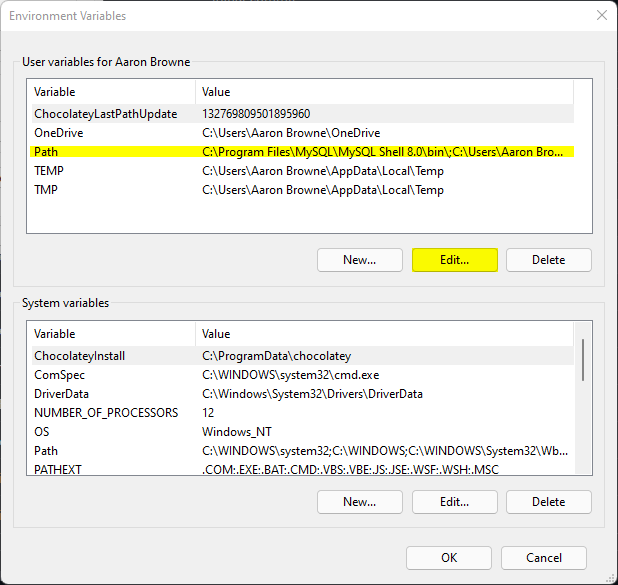 Environment Variables
User variables for Aaron Browne
Variable Value
ChocolateyLastPathUpdate 132769809501895960
OneDrive C:\Users\Aaron Browne\OneDrive
Path C:\Program Files\MySQL\MySQL Shell 8.0\bin\;C:\Users\Aaron Bro...
TEMP C:\Users\Aaron Browne\AppData\Local\Temp
TMP C:\Users\Aaron Browne\AppData\Local\Temp
New... Edit... Delete
System variables
Variable Value
ChocolateyInstall C:\ProgramData\chocolatey
ComSpec C:\WINDOWS\system32\cmd.exe
DriverData C:\Windows\System32\Drivers\DriverData
NUMBER_OF_PROCESSORS 12
OS Windows_NT
Path C:\WINDOWS\system32;C:\WINDOWS;C:\WINDOWS\System32\Wb...
PATHEXT .COM;.EXE;.BAT;.CMD;.VBS;.VBE;.JS;.JSE;.WSF;.WSH;.MSC
New... Edit... Delete
OK Cancel